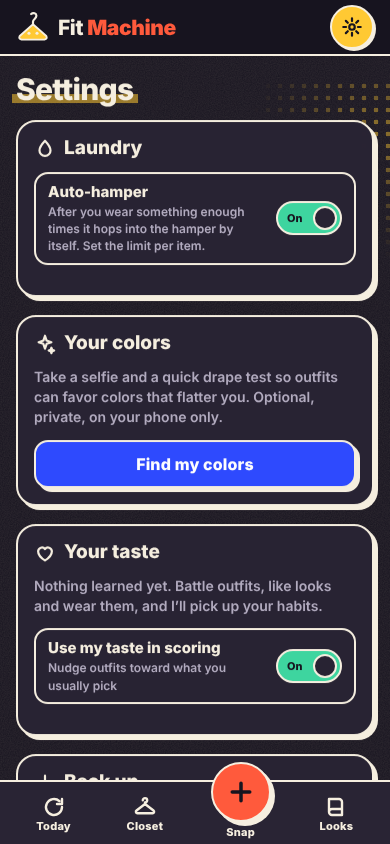 Fit Machine
Settings
Laundry
Auto-hamper
After you wear something enough
times it hops into the hamper by
itself. Set the limit per item.
On
Your colors
Take a selfie and a quick drape test so outfits
can favor colors that flatter you. Optional,
private, on your phone only.
Find my colors
Your taste
Nothing learned yet. Battle outfits, like looks
and wear them, and I’ll pick up your habits.
Use my taste in scoring
Nudge outfits toward what you
usually pick
On
Today
Closet
Snap
Looks